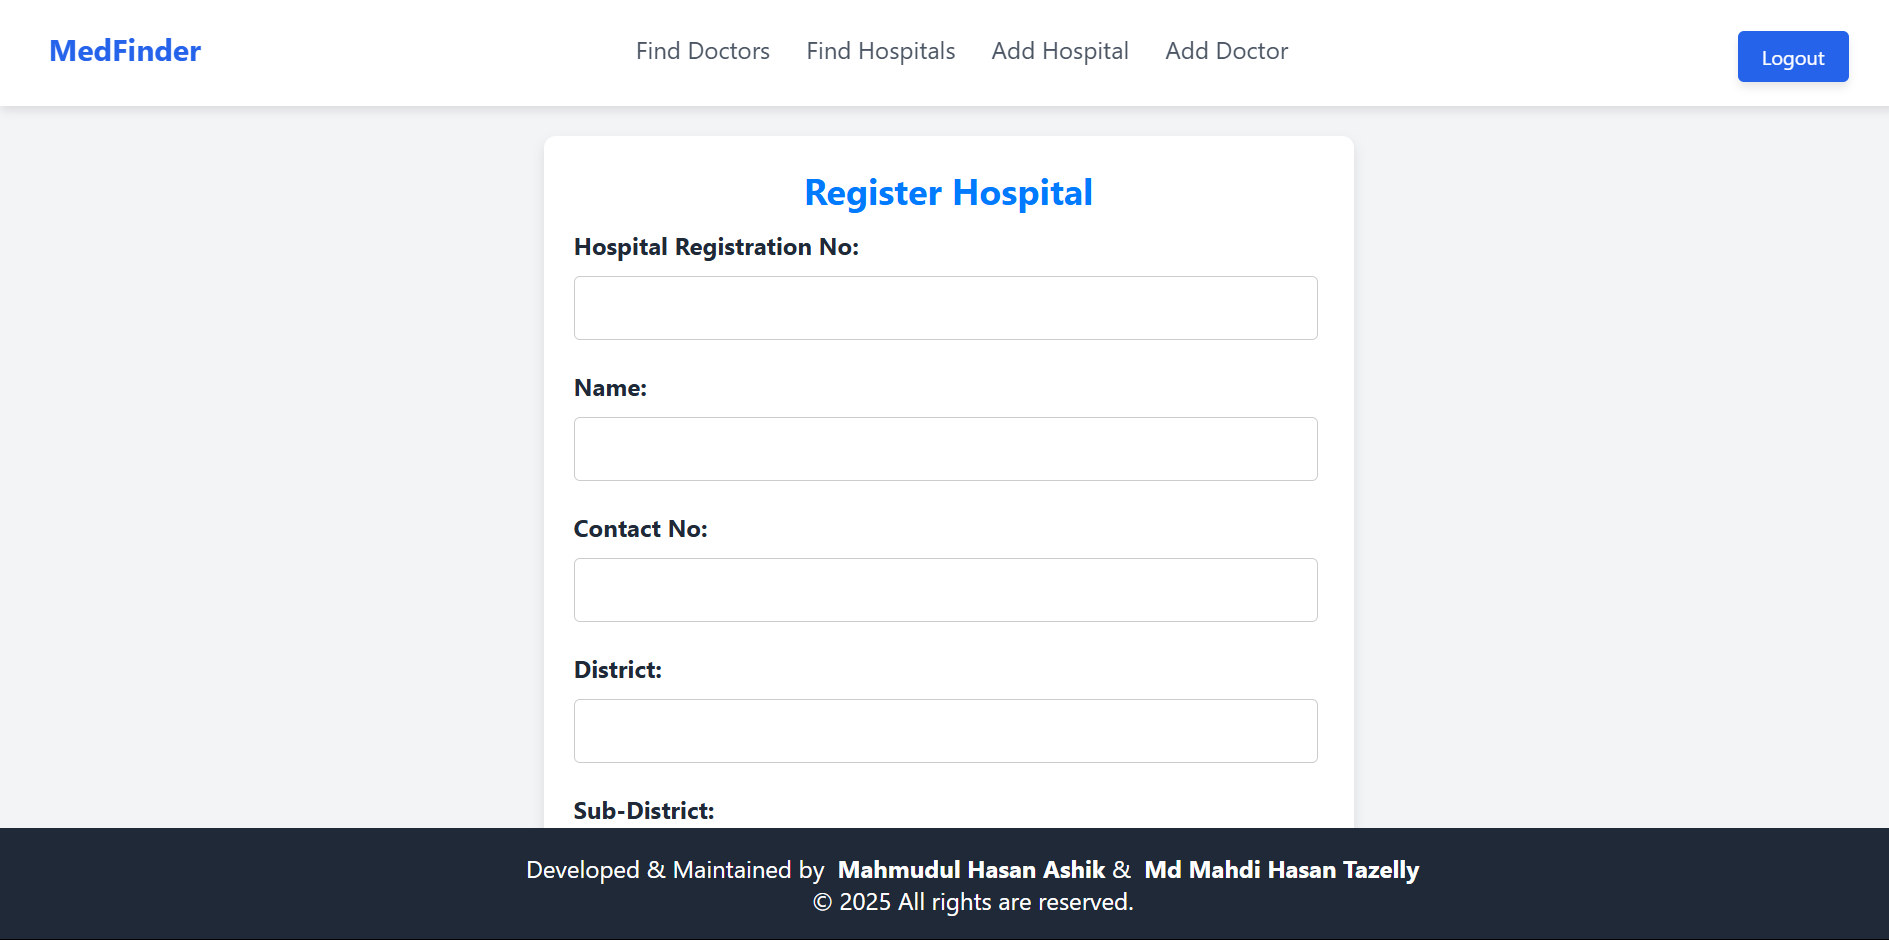 MedFinder
Find Doctors Find Hospitals Add Hospital Add Doctor
Logout
Register Hospital
Hospital Registration No:
Name:
Contact No:
District:
Sub-District:
Developed & Maintained by Mahmudul Hasan Ashik & Md Mahdi Hasan Tazelly
© 2025 All rights are reserved.